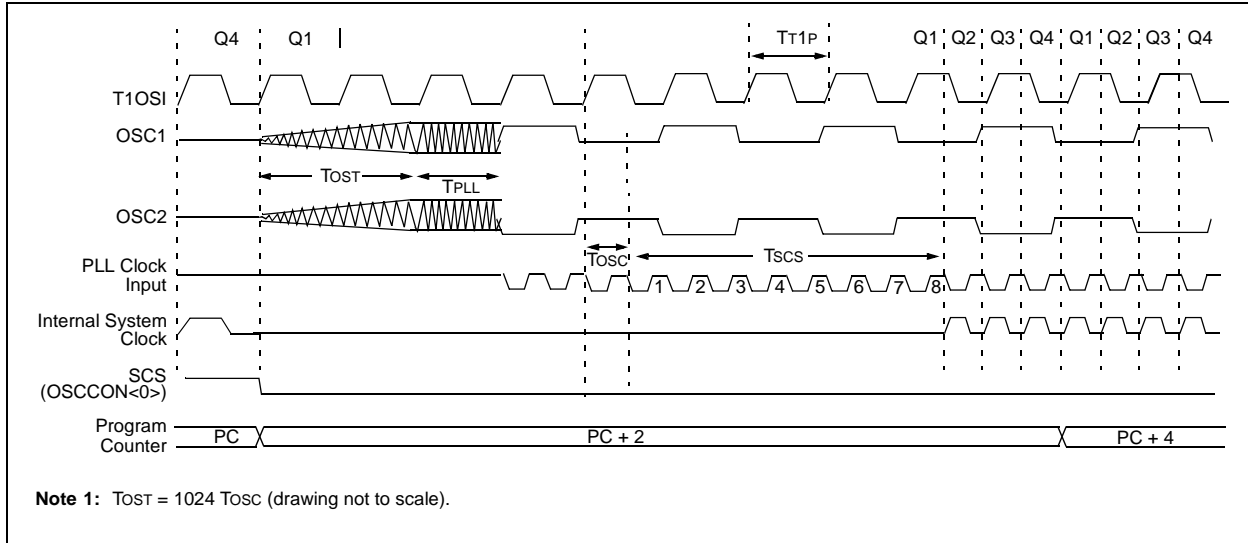 Q4 Q1 TT1P Q1 Q2 Q3 Q4 Q1 Q2 Q3 Q4
T1OSI
OSC1
TOST TPLL
OSC2
TOSC TSCS
PLL Clock
Input
1 2 3 4 5 6 7 8
Internal System
Clock
SCS
(OSCCON<0>)
Program
Counter
PC PC + 2 PC + 4
Note 1: TOST = 1024 TOSC (drawing not to scale).